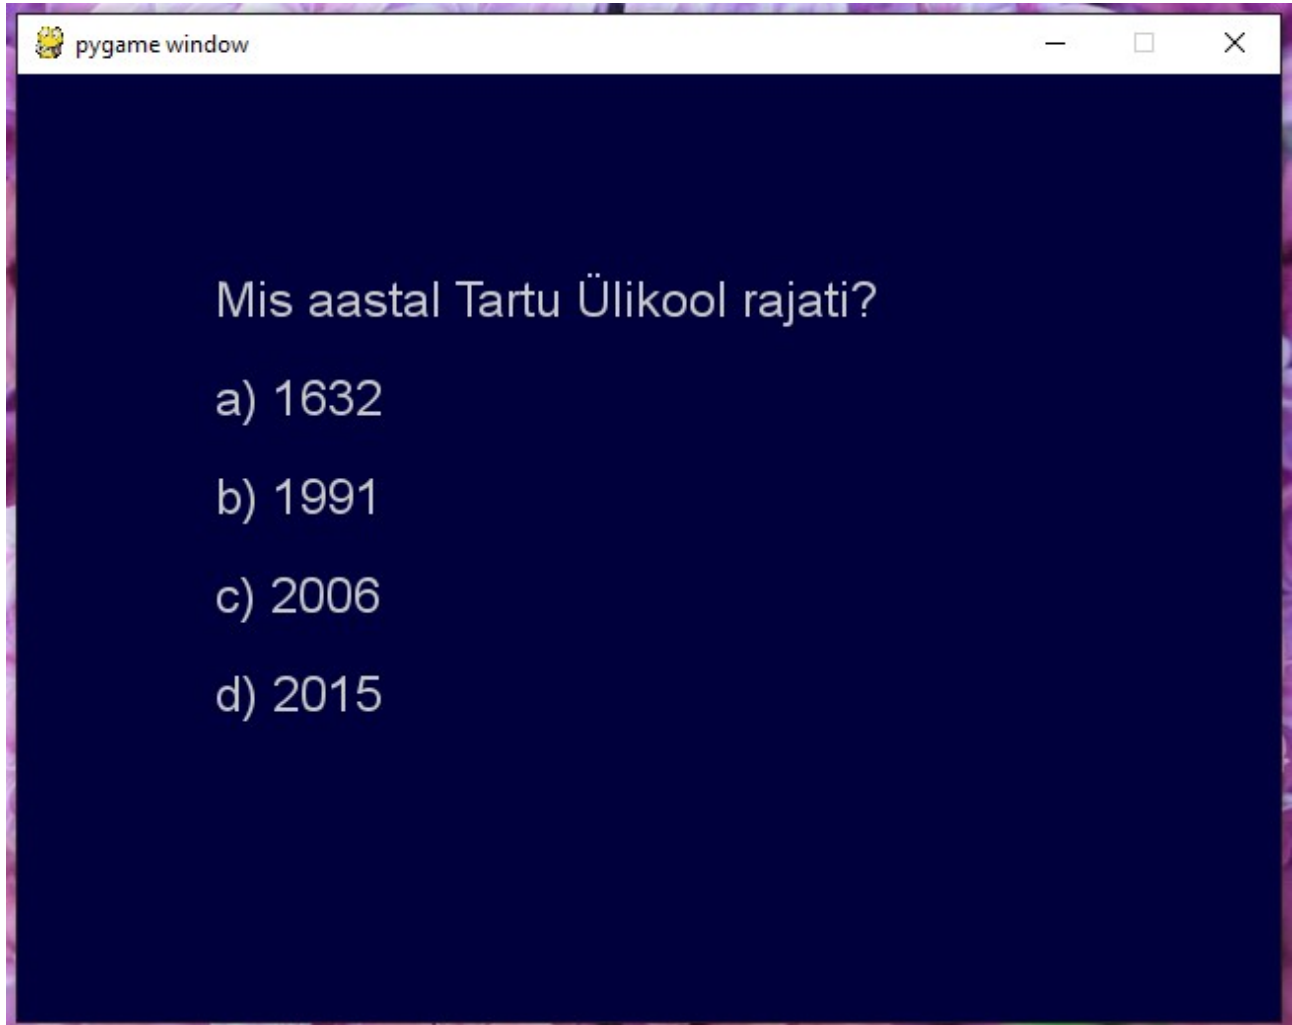 pygame window
Mis aastal Tartu Ülikool rajati?
a) 1632
b) 1991
c) 2006
d) 2015